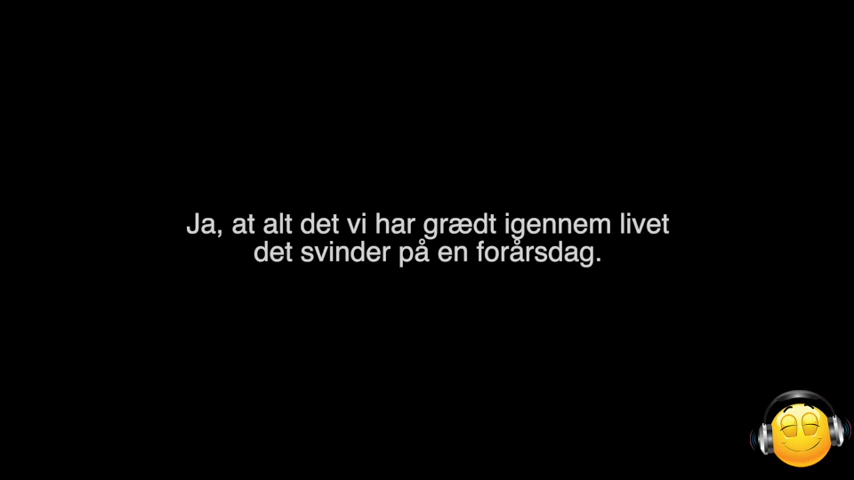 Ja, at alt det vi har grædt igennem livet
det svinder på en forårsdag.